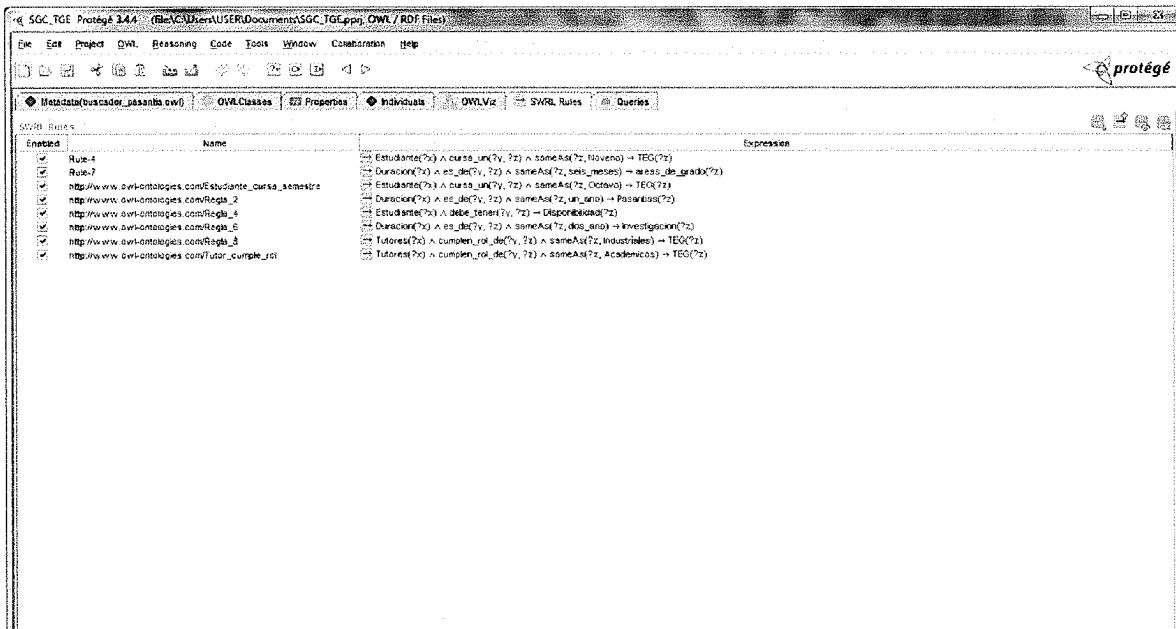 SGC_TGE Protégé 3.4.4 (file:\C:\Users\USER\Documents\SGC_TGE.pprj, OWL / RDF Files)
File Edit Project OWL Reasoning Code Tools Window Collaboration Help
protégé
Metadata(buscador_pasantia.owl) OWLClasses Properties Individuals OWLViz SWRL Rules Queries
SWRL Rules
Enabled Name Expression
Rule-4 Estudiante(?x) ∧ cursa_un(?y, ?z) ∧ sameAs(?z, Noveno) → TEG(?z)
Rule-7 Duracion(?x) ∧ es_de(?y, ?z) ∧ sameAs(?z, seis_meses) → areas_de_grado(?z)
http://www.owl-ontologies.com/Estudiante_cursa_semestre Estudiante(?x) ∧ cursa_un(?y, ?z) ∧ sameAs(?z, Octavo) → TEG(?z)
http://www.owl-ontologies.com/Regla_2 Duracion(?x) ∧ es_de(?y, ?z) ∧ sameAs(?z, un_ano) → Pasantias(?z)
http://www.owl-ontologies.com/Regla_4 Estudiante(?x) ∧ debe_tener(?y, ?z) → Disponibilidad(?z)
http://www.owl-ontologies.com/Regla_6 Duracion(?x) ∧ es_de(?y, ?z) ∧ sameAs(?z, dos_ano) → Investigacion(?z)
http://www.owl-ontologies.com/Regla_8 Tutores(?x) ∧ cumplen_rol_de(?y, ?z) ∧ sameAs(?z, Industriales) → TEG(?z)
http://www.owl-ontologies.com/Tutor_cumple_rol Tutores(?x) ∧ cumplen_rol_de(?y, ?z) ∧ sameAs(?z, Academicos) → TEG(?z)